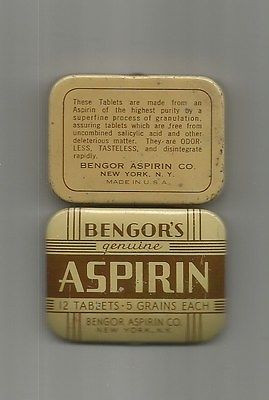 These Tablets are made from an
Aspirin of the highest purity by a
superfine process of granulation,
assuring tablets which are free from
uncombined salicylic acid and other
deleterious matter. They are ODOR-
LESS, TASTELESS, and disintegrate
rapidly.
BENGOR ASPIRIN CO.
NEW YORK, N. Y.
MADE IN U.S.A.
BENGOR'S
genuine
ASPIRIN
12 TABLETS · 5 GRAINS EACH
BENGOR ASPIRIN CO.
NEW YORK, N.Y.